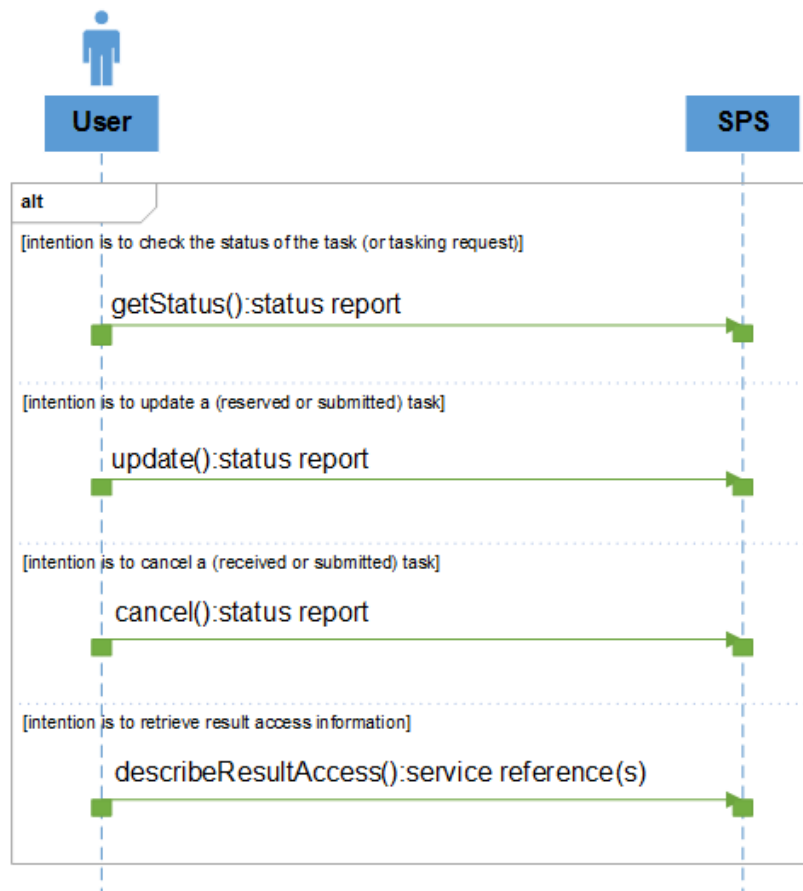 User
SPS
alt
[intention is to check the status of the task (or tasking request)]
getStatus():status report
[intention is to update a (reserved or submitted) task]
update():status report
[intention is to cancel a (received or submitted) task]
cancel():status report
[intention is to retrieve result access information]
describeResultAccess():service reference(s)